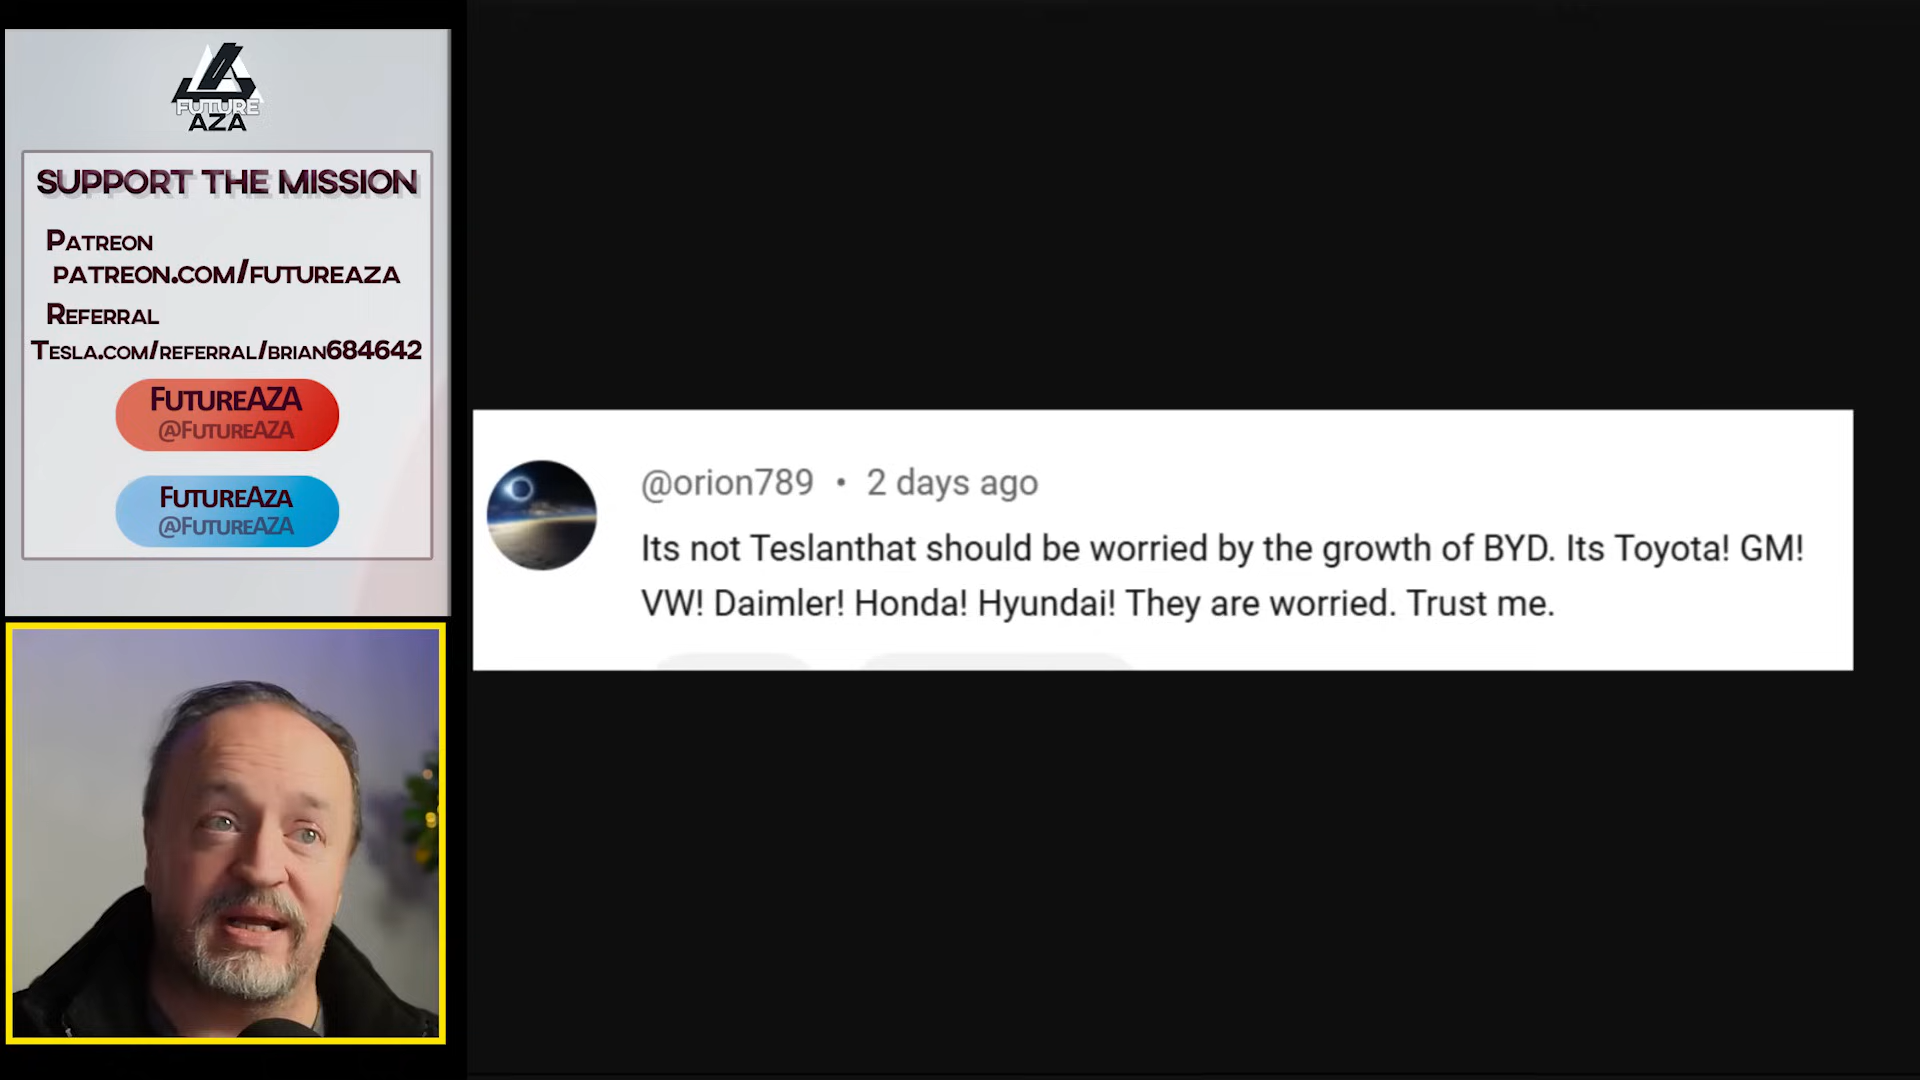 FUTURE
AZA
SUPPORT THE MISSION
PATREON
PATREON.COM/FUTUREAZA
REFERRAL
TESLA.COM/REFERRAL/BRIAN684642
FUTUREAZA
@FUTUREAZA
FUTUREAZA
@FUTUREAZA
@orion789 • 2 days ago
Its not Teslanthat should be worried by the growth of BYD. Its Toyota! GM!
VW! Daimler! Honda! Hyundai! They are worried. Trust me.